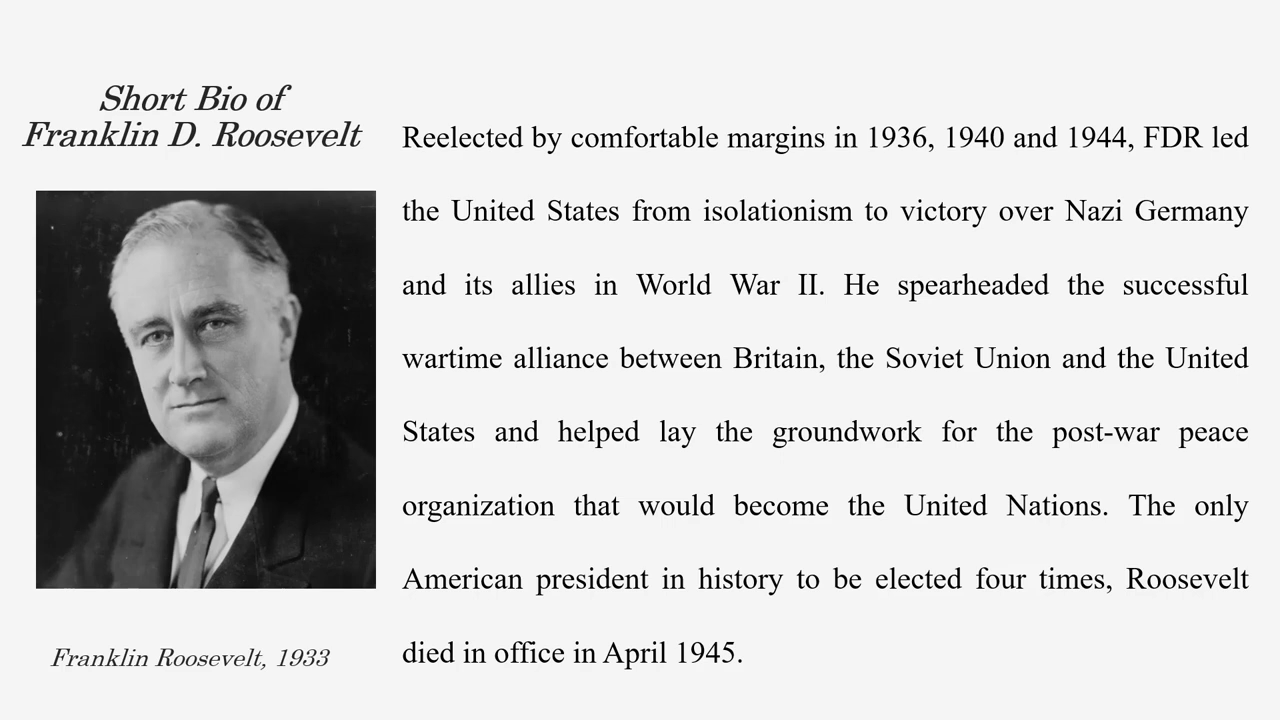 Short Bio of
Franklin D. Roosevelt
Reelected by comfortable margins in 1936, 1940 and 1944, FDR led
the United States from isolationism to victory over Nazi Germany
and its allies in World War II. He spearheaded the successful
wartime alliance between Britain, the Soviet Union and the United
States and helped lay the groundwork for the post-war peace
organization that would become the United Nations. The only
American president in history to be elected four times, Roosevelt
died in office in April 1945.
Franklin Roosevelt, 1933